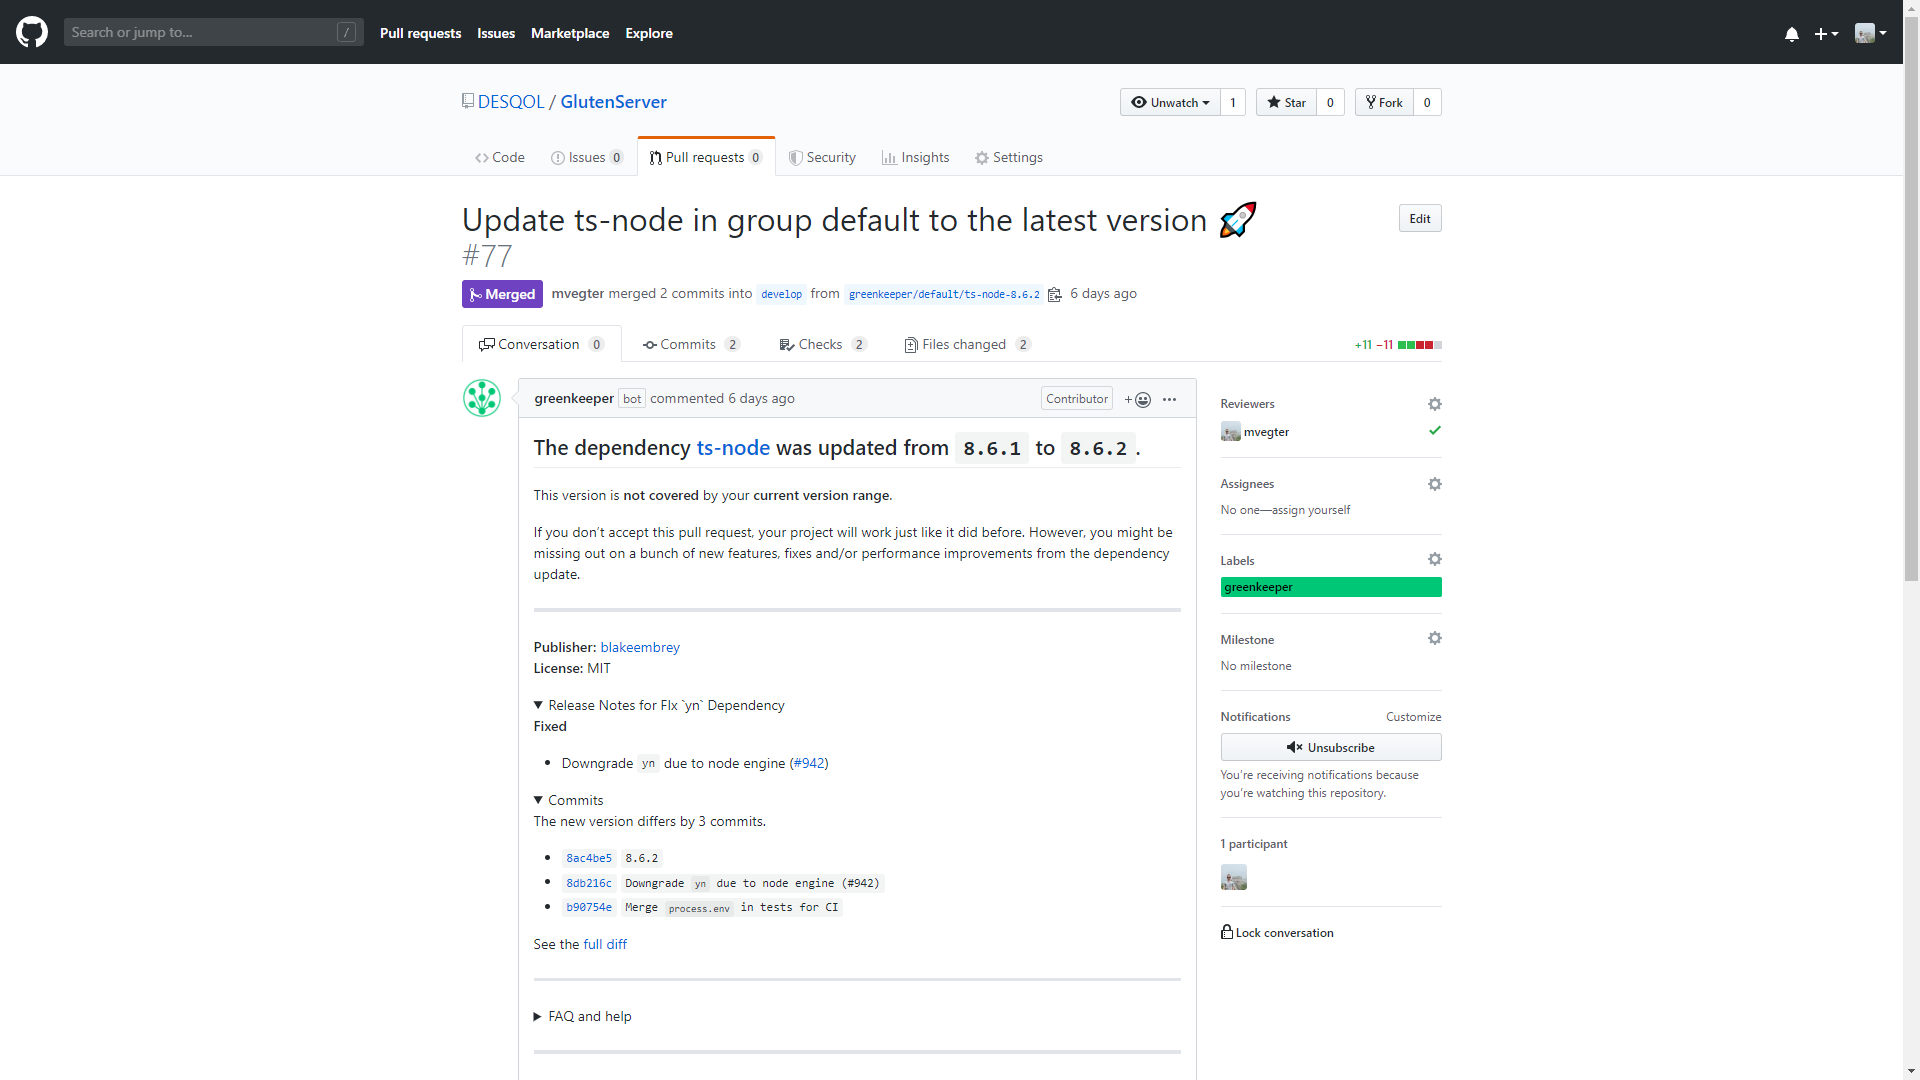 Search or jump to... /
Pull requests Issues Marketplace Explore
DESQOL / GlutenServer
Unwatch 1 Star 0 Fork 0
Code Issues 0 Pull requests 0 Security Insights Settings
Update ts-node in group default to the latest version 🚀
#77
Edit
Merged mvegter merged 2 commits into develop from greenkeeper/default/ts-node-8.6.2 6 days ago
Conversation 0 Commits 2 Checks 2 Files changed 2 +11 −11
greenkeeper bot commented 6 days ago Contributor + ...
The dependency ts-node was updated from 8.6.1 to 8.6.2.
This version is not covered by your current version range.
If you don’t accept this pull request, your project will work just like it did before. However, you might be
missing out on a bunch of new features, fixes and/or performance improvements from the dependency
update.
Publisher: blakeembrey
License: MIT
Release Notes for FIx `yn` Dependency
Fixed
• Downgrade yn due to node engine (#942)
Commits
The new version differs by 3 commits.
• 8ac4be5 8.6.2
• 8db216c Downgrade yn due to node engine (#942)
• b90754e Merge process.env in tests for CI
See the full diff
FAQ and help
Reviewers
mvegter
Assignees
No one—assign yourself
Labels
greenkeeper
Milestone
No milestone
Notifications Customize
Unsubscribe
You’re receiving notifications because
you’re watching this repository.
1 participant
Lock conversation